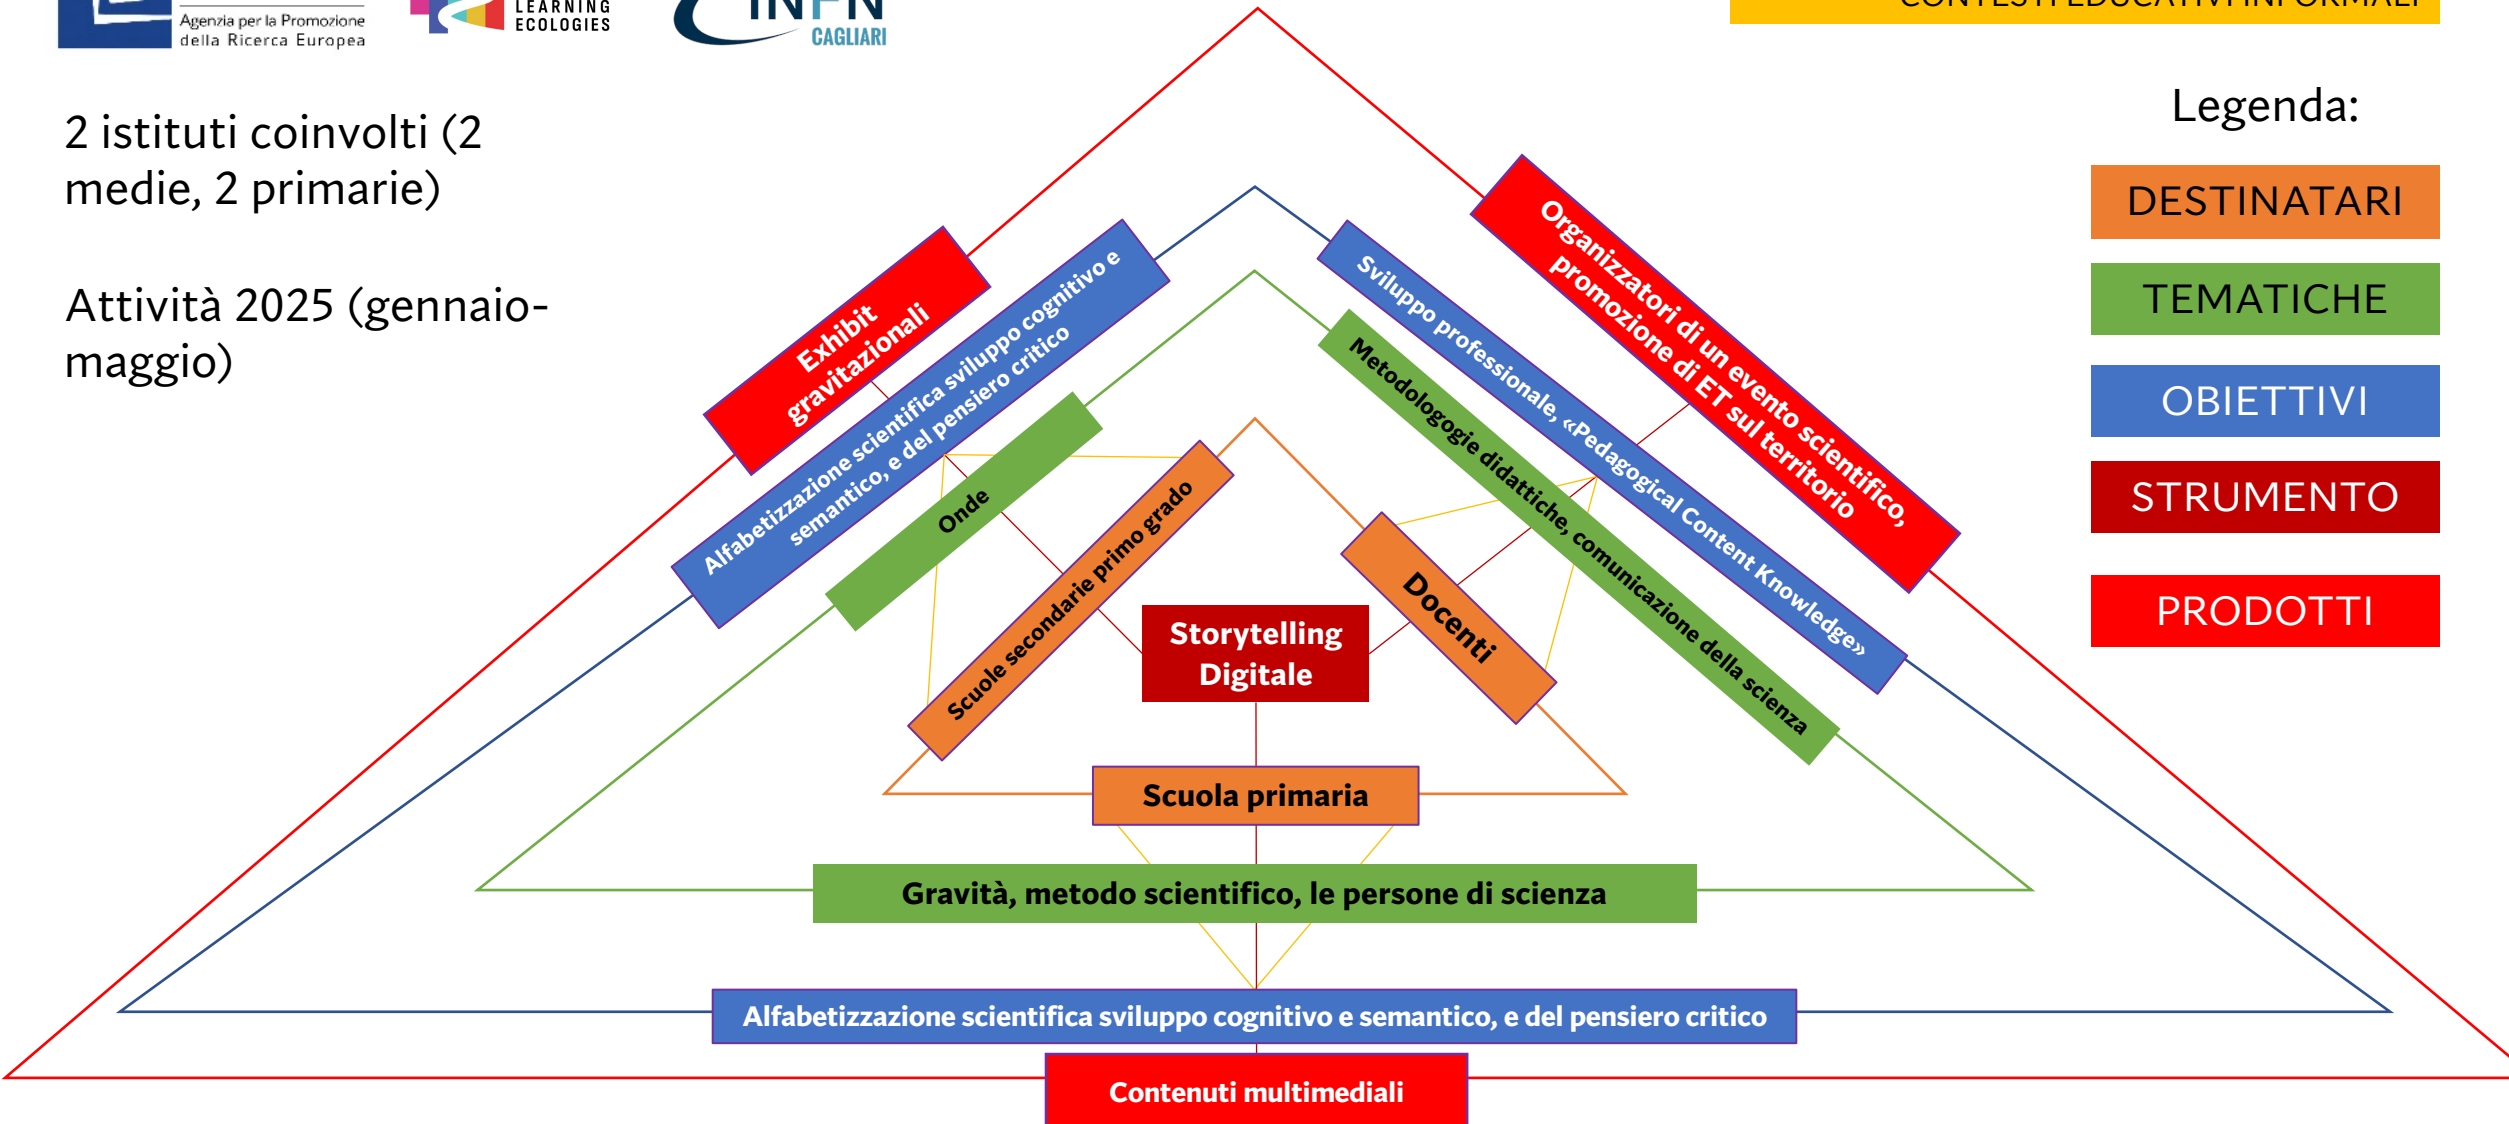 Agenzia per la Promozione
della Ricerca Europea
LEARNING
ECOLOGIES
INFN
CAGLIARI
CONTESTI EDUCATIVI INFORMALI
2 istituti coinvolti (2
medie, 2 primarie)
Attività 2025 (gennaio-
maggio)
Legenda:
DESTINATARI
TEMATICHE
OBIETTIVI
STRUMENTO
PRODOTTI
Exhibit
gravitazionali
Alfabetizzazione scientifica sviluppo cognitivo e
semantico, e del pensiero critico
Onde
Scuole secondarie primo grado
Organizzatori di un evento scientifico,
promozione di ET sul territorio
Sviluppo professionale, «Pedagogical Content Knowledge»
Metodologogie didattiche, comunicazione della scienza
Docenti
Storytelling
Digitale
Scuola primaria
Gravità, metodo scientifico, le persone di scienza
Alfabetizzazione scientifica sviluppo cognitivo e semantico, e del pensiero critico
Contenuti multimediali